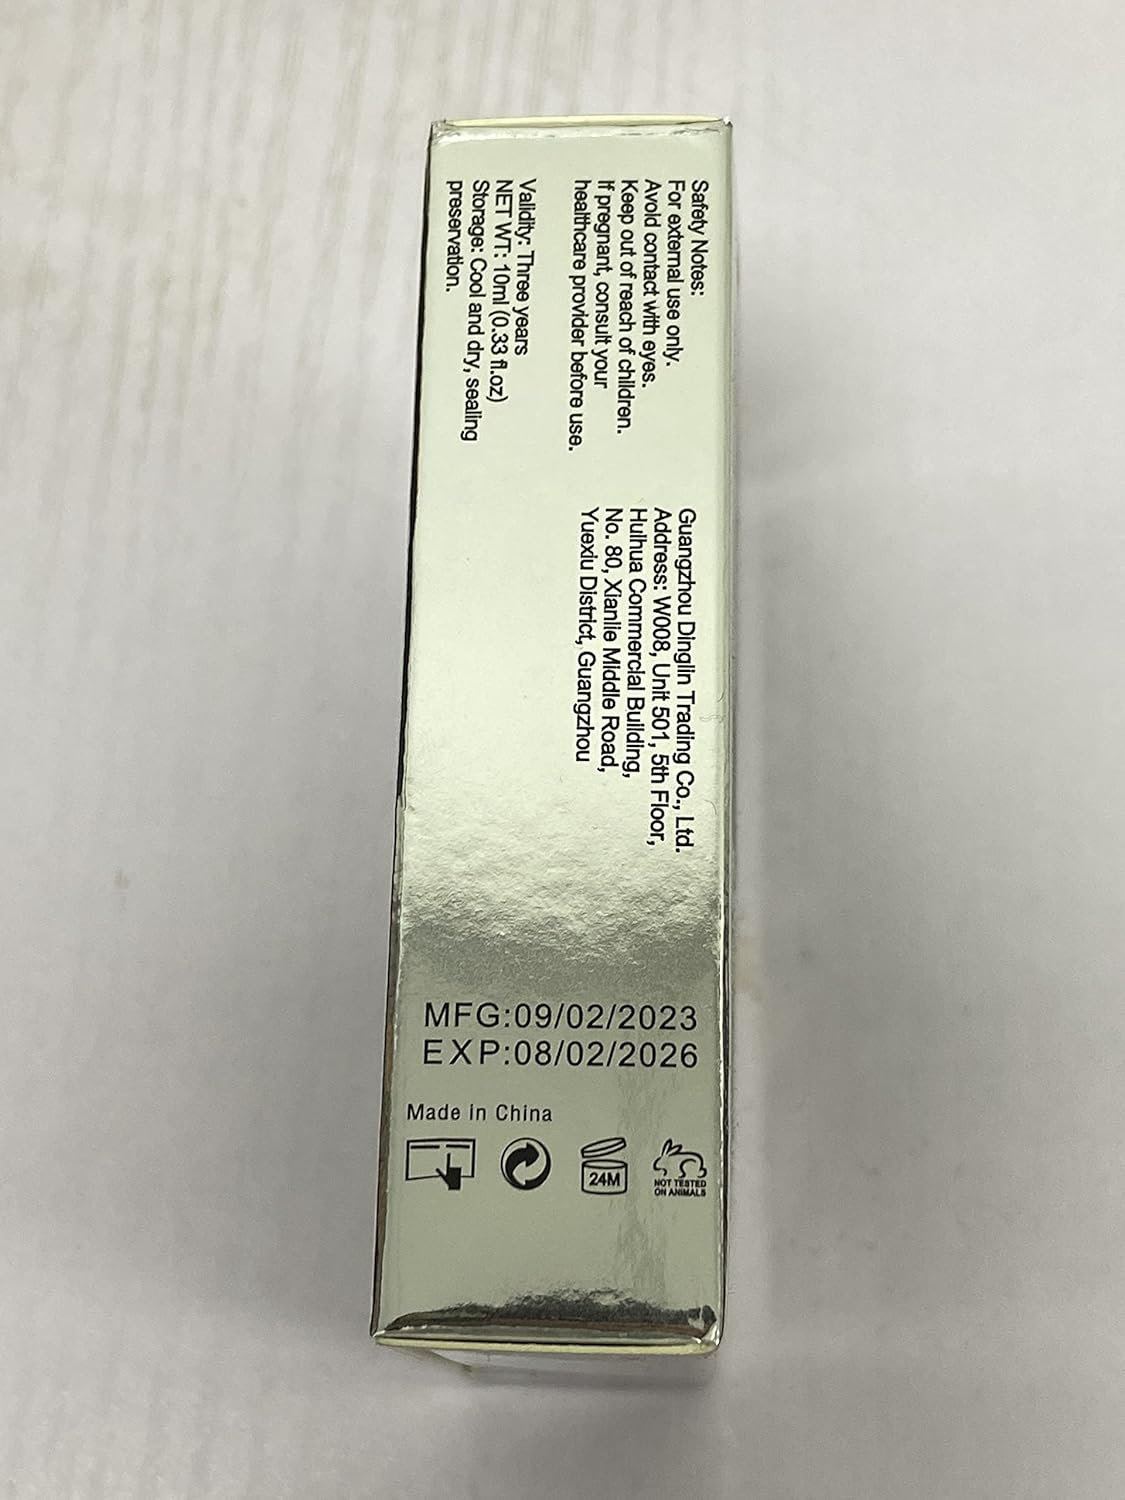 Safety Notes:
For external use only.
Avoid contact with eyes.
Keep out of reach of children.
If pregnant, consult your
healthcare provider before use.
Validity: Three years
NET WT: 10ml (0.33 fl.oz)
Storage: Cool and dry, sealing
preservation.
Guangzhou Dinglin Trading Co., Ltd.
Address: W008, Unit 501, 5th Floor,
Huihua Commercial Building,
No. 80, Xianlie Middle Road,
Yuexiu District, Guangzhou
MFG:09/02/2023
EXP:08/02/2026
Made in China
24M
NOT TESTED
ON ANIMALS